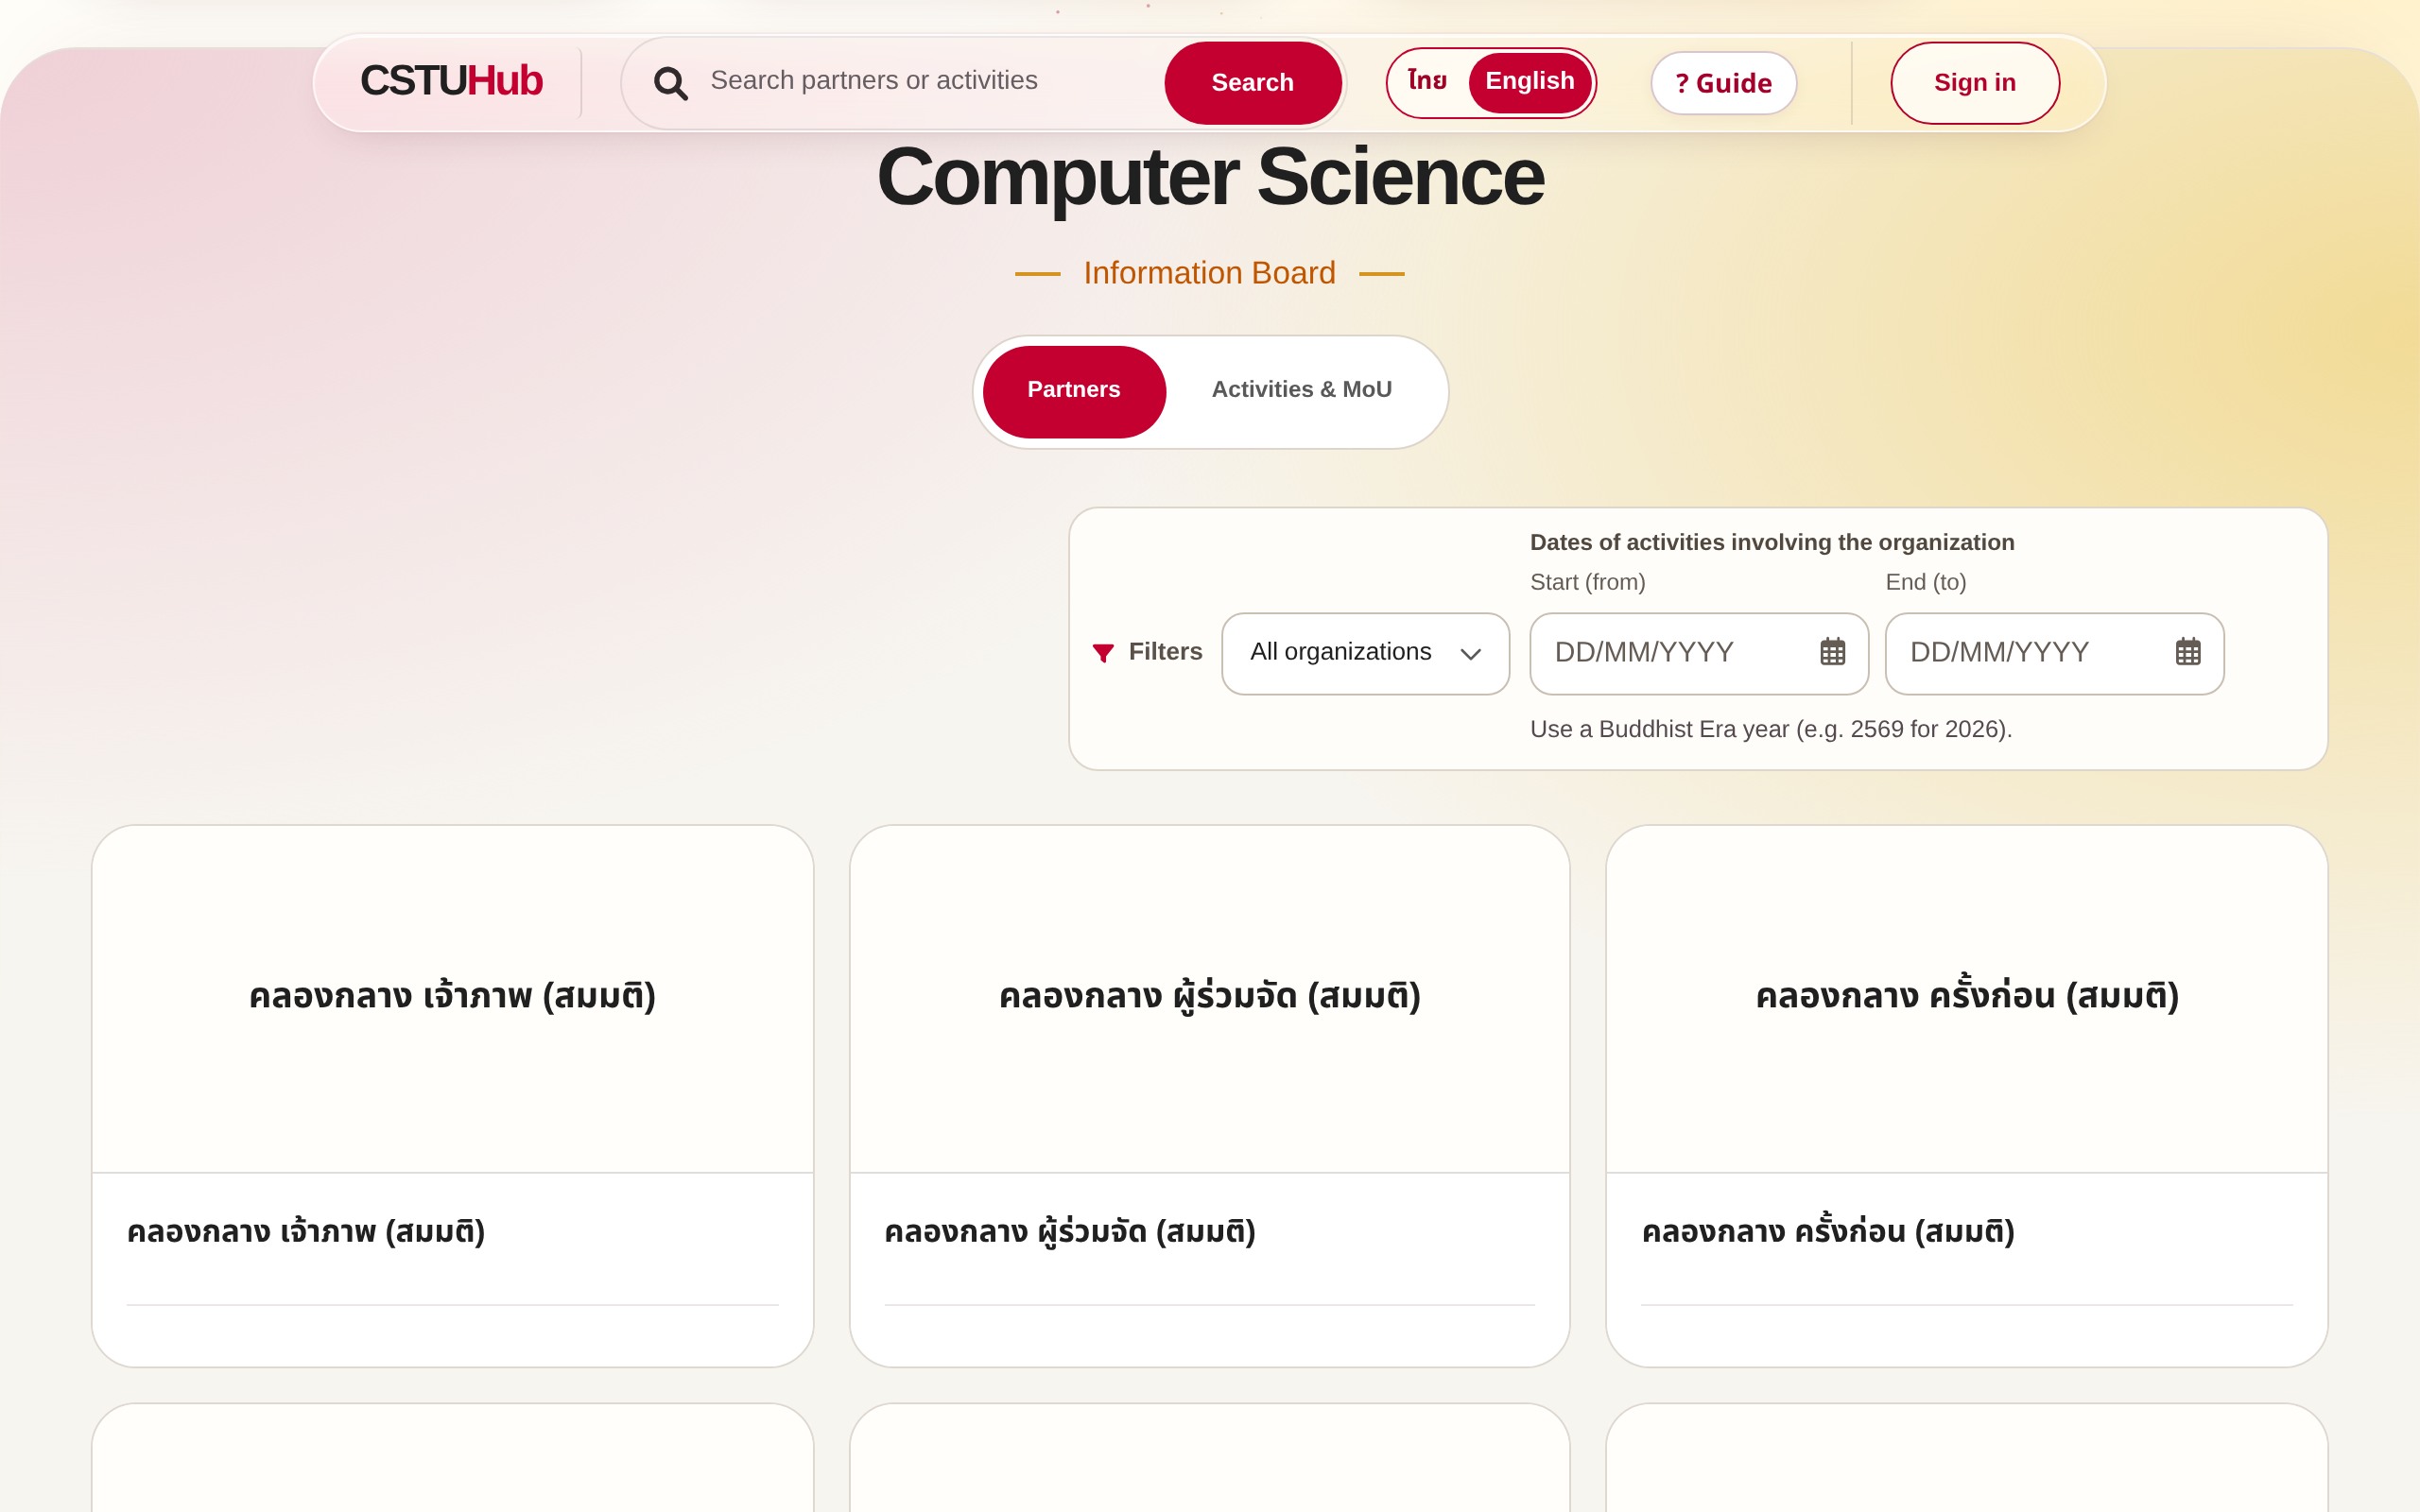 CSTUHub
Search partners or activities
Search
ไทย
English
? Guide
Sign in
Computer Science
Information Board
Partners
Activities & MoU
Dates of activities involving the organization
Start (from)
End (to)
Filters
All organizations
DD/MM/YYYY
DD/MM/YYYY
Use a Buddhist Era year (e.g. 2569 for 2026).
คลองกลาง เจ้าภาพ (สมมติ)
คลองกลาง ผู้ร่วมจัด (สมมติ)
คลองกลาง ครั้งก่อน (สมมติ)
คลองกลาง เจ้าภาพ (สมมติ)
คลองกลาง ผู้ร่วมจัด (สมมติ)
คลองกลาง ครั้งก่อน (สมมติ)